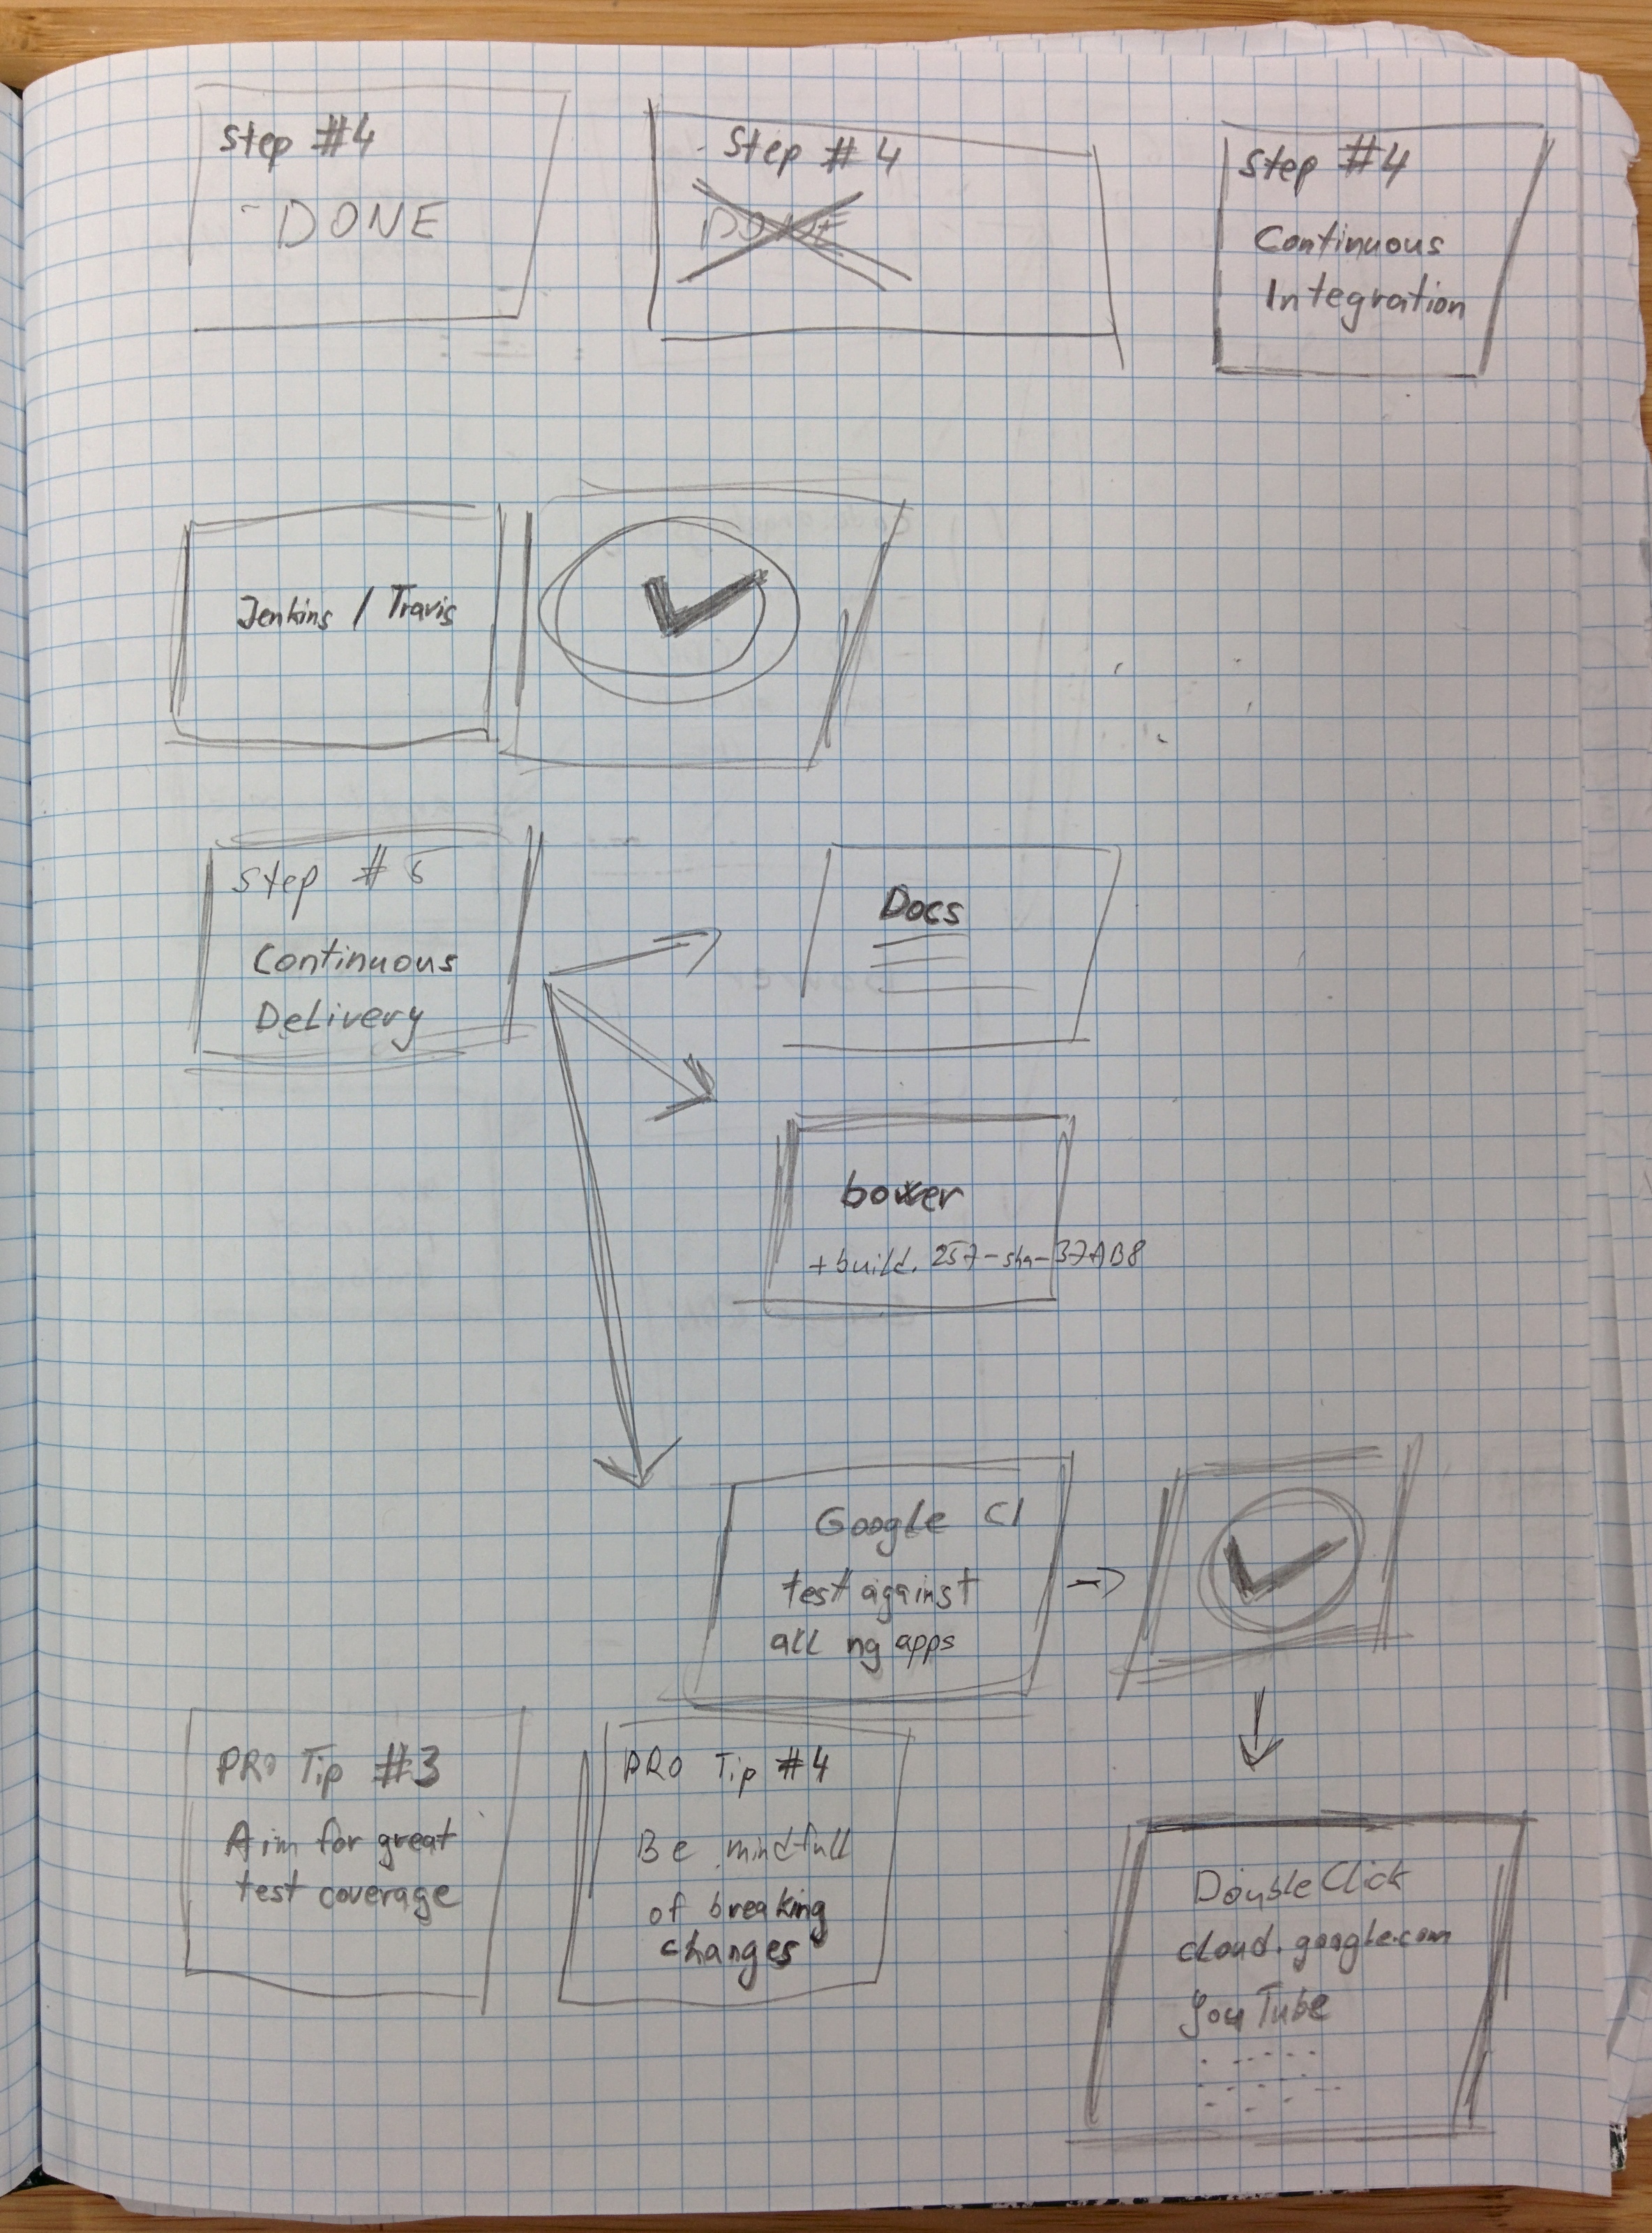 Step #4
- DONE
- Step #4
DONE
Step #4
Continuous
Integration
Jenkins / Travis
Step #5
Continuous
Delivery
Docs
bower
+build.257-sha-37AB8
Google CI
test against
all ng apps
PRO Tip #3
Aim for great
test coverage
PRO Tip #4
Be mindfull
of breaking
changes
DoubleClick
cloud.google.com
YouTube